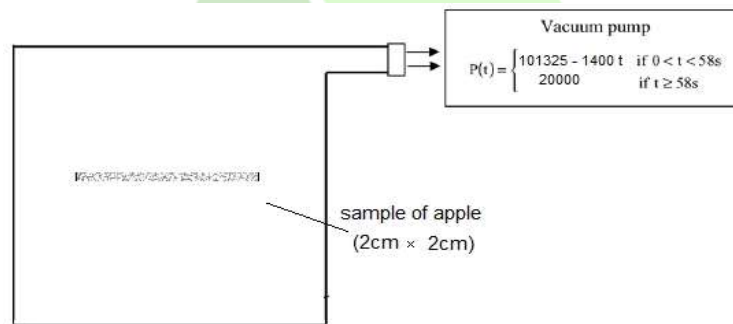 Vacuum pump
P(t) = { 101325 - 1400 t if 0 < t < 58s
20000 if t ≥ 58s
sample of apple
(2cm × 2cm)